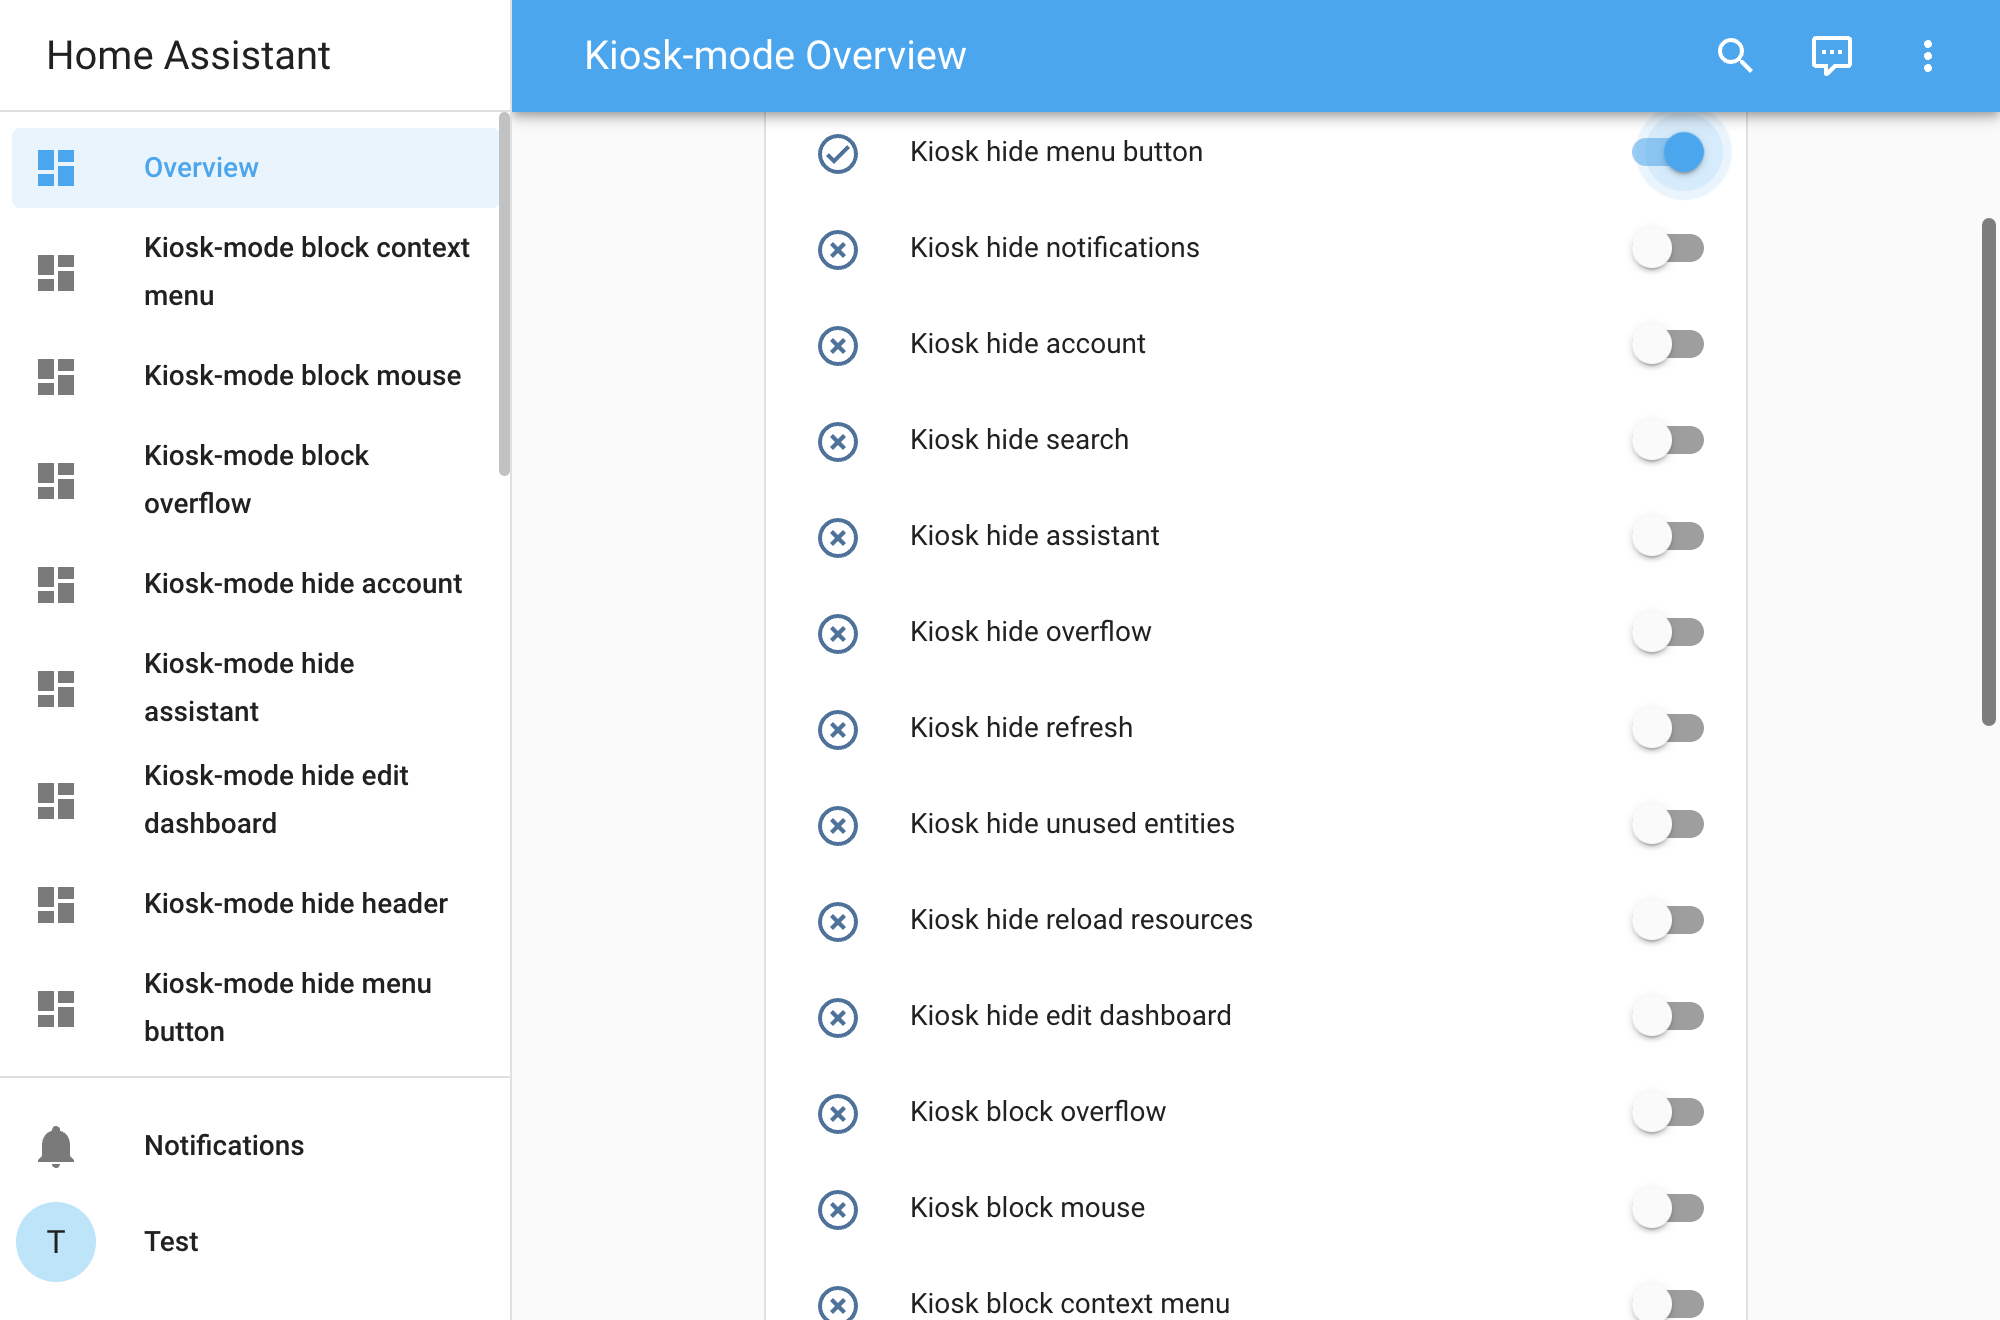 Home Assistant
Kiosk-mode Overview
Overview
Kiosk-mode block context
menu
Kiosk-mode block mouse
Kiosk-mode block
overflow
Kiosk-mode hide account
Kiosk-mode hide
assistant
Kiosk-mode hide edit
dashboard
Kiosk-mode hide header
Kiosk-mode hide menu
button
Notifications
T
Test
Kiosk hide menu button
Kiosk hide notifications
Kiosk hide account
Kiosk hide search
Kiosk hide assistant
Kiosk hide overflow
Kiosk hide refresh
Kiosk hide unused entities
Kiosk hide reload resources
Kiosk hide edit dashboard
Kiosk block overflow
Kiosk block mouse
Kiosk block context menu